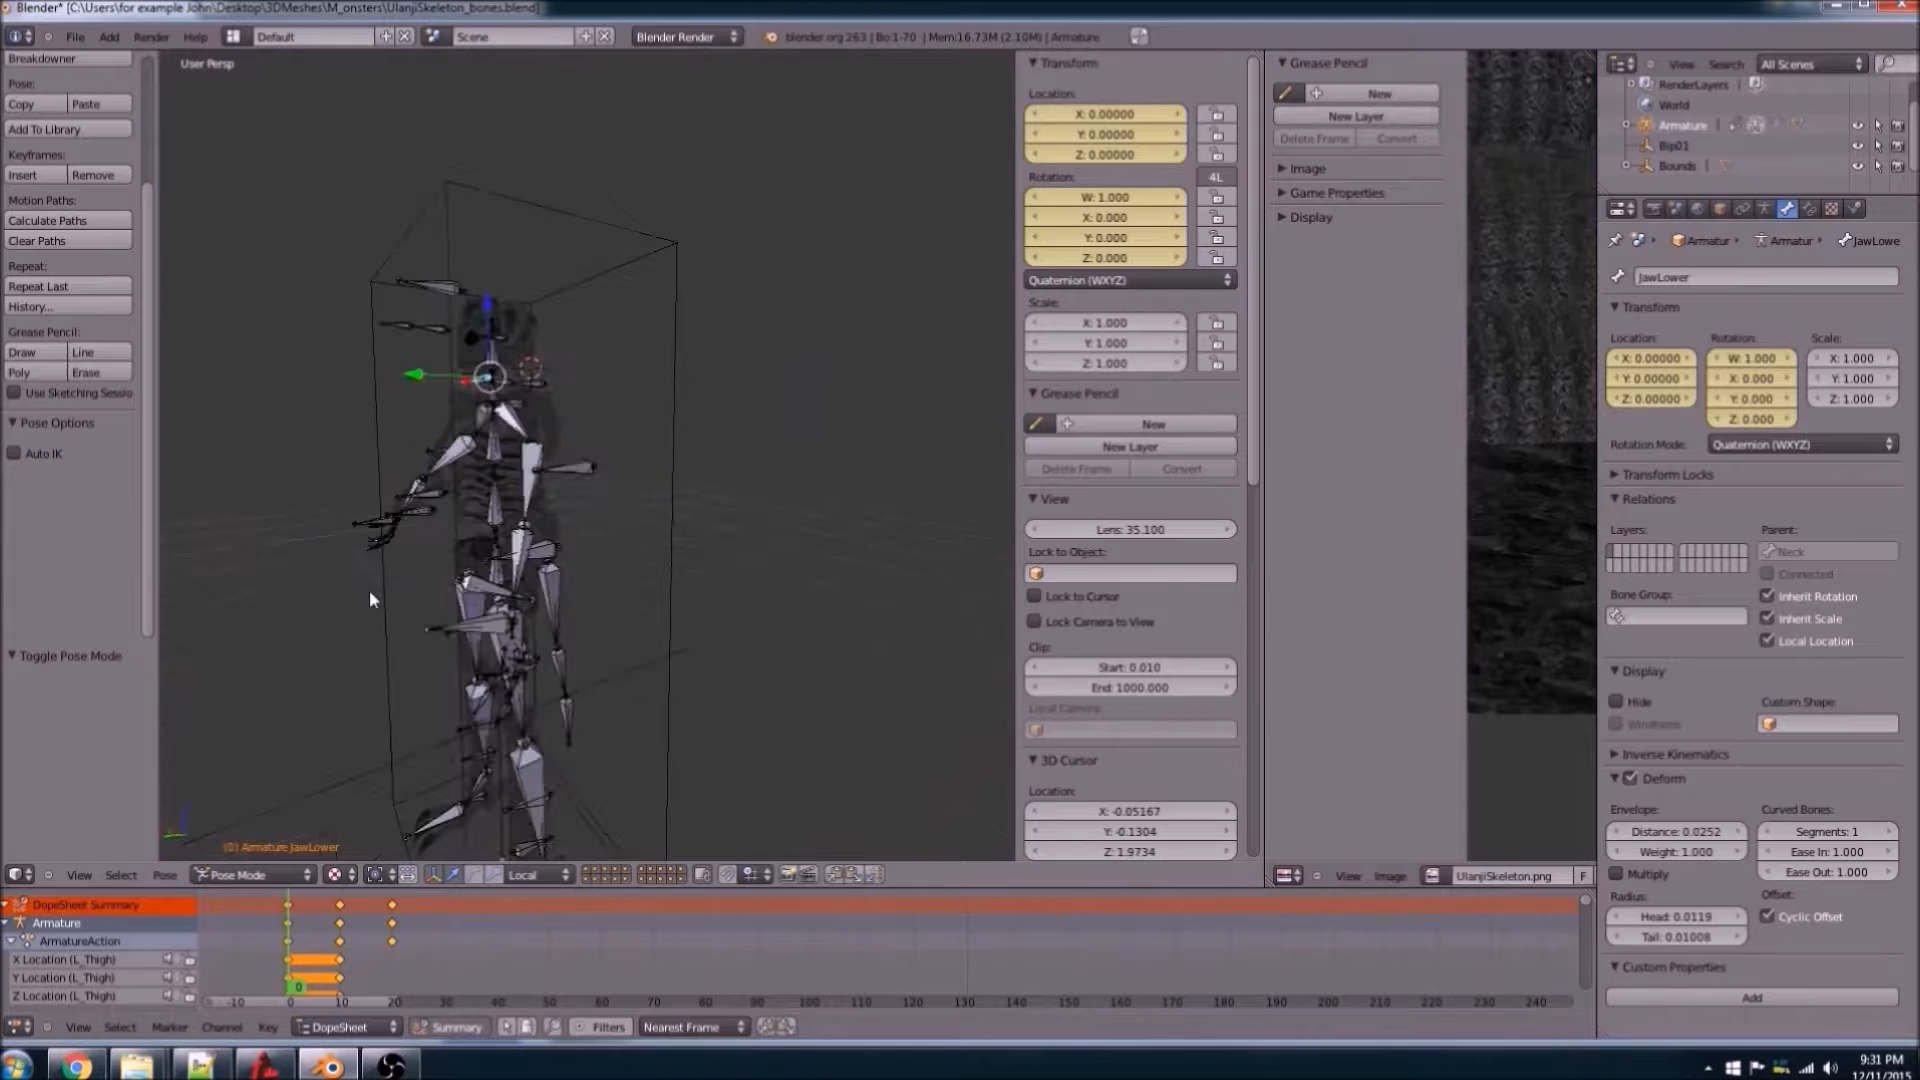 Blender* [C:\Users\for example John\Desktop\3DMeshes\M_onsters\UlanjiSkeleton_bones.blend]
File Add Render Help Default Scene Blender Render blender.org 263 | Bo:1-70 | Mem:16.73M (2.10M) | Armature
Breakdowner
Pose:
Copy Paste
Add To Library
Keyframes:
Insert Remove
Motion Paths:
Calculate Paths
Clear Paths
Repeat:
Repeat Last
History...
Grease Pencil:
Draw Line
Poly Erase
Use Sketching Sessio
Pose Options
Auto IK
Toggle Pose Mode
User Persp
(0) Armature JawLower
Transform
Location:
X: 0.00000
Y: 0.00000
Z: 0.00000
Rotation:
4L
W: 1.000
X: 0.000
Y: 0.000
Z: 0.000
Quaternion (WXYZ)
Scale:
X: 1.000
Y: 1.000
Z: 1.000
Grease Pencil
New
New Layer
Delete Frame Convert
View
Lens: 35.100
Lock to Object:
Lock to Cursor
Lock Camera to View
Clip:
Start: 0.010
End: 1000.000
Local Camera:
3D Cursor
Location:
X: -0.05167
Y: -0.1304
Z: 1.9734
Grease Pencil
New
New Layer
Delete Frame Convert
Image
Game Properties
Display
View Search All Scenes
RenderLayers
World
Armature
Bip01
Bounds
Armatur Armatur JawLowe
JawLower
Transform
Location: Rotation: Scale:
X: 0.00000 W: 1.000 X: 1.000
Y: 0.00000 X: 0.000 Y: 1.000
Z: 0.00000 Y: 0.000 Z: 1.000
Z: 0.000
Rotation Mode: Quaternion (WXYZ)
Transform Locks
Relations
Layers: Parent:
Neck
Connected
Bone Group: Inherit Rotation
Inherit Scale
Local Location
Display
Hide Custom Shape:
Wireframe
Inverse Kinematics
Deform
Envelope: Curved Bones:
Distance: 0.0252 Segments: 1
Weight: 1.000 Ease In: 1.000
Multiply Ease Out: 1.000
Radius: Offset:
Head: 0.0119 Cyclic Offset
Tail: 0.01008
Custom Properties
Add
View Select Pose Pose Mode Local
View Image UlanjiSkeleton.png F
DopeSheet Summary
Armature
ArmatureAction
X Location (L_Thigh)
Y Location (L_Thigh)
Z Location (L_Thigh)
0
-10 0 10 20 30 40 50 60 70 80 90 100 110 120 130 140 150 160 170 180 190 200 210 220 230 240
View Select Marker Channel Key DopeSheet Summary Filters Nearest Frame
9:31 PM
12/11/2015